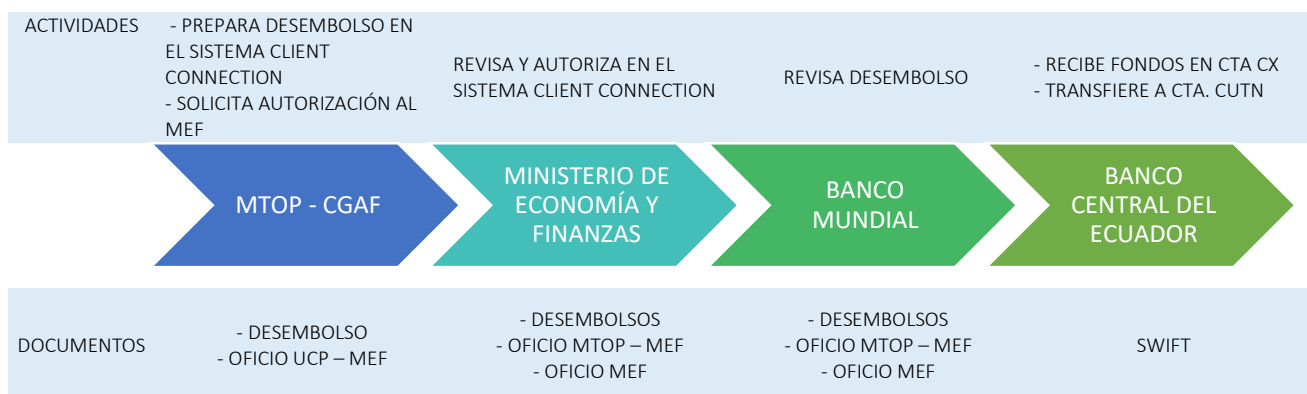 ACTIVIDADES
- PREPARA DESEMBOLSO EN
EL SISTEMA CLIENT
CONNECTION
- SOLICITA AUTORIZACIÓN AL
MEF
REVISA Y AUTORIZA EN EL
SISTEMA CLIENT CONNECTION
REVISA DESEMBOLSO
- RECIBE FONDOS EN CTA CX
- TRANSFIERE A CTA. CUTN
MTOP - CGAF
MINISTERIO DE
ECONOMÍA Y
FINANZAS
BANCO
MUNDIAL
BANCO
CENTRAL DEL
ECUADOR
DOCUMENTOS
- DESEMBOLSO
- OFICIO UCP – MEF
- DESEMBOLSOS
- OFICIO MTOP – MEF
- OFICIO MEF
- DESEMBOLSOS
- OFICIO MTOP – MEF
- OFICIO MEF
SWIFT